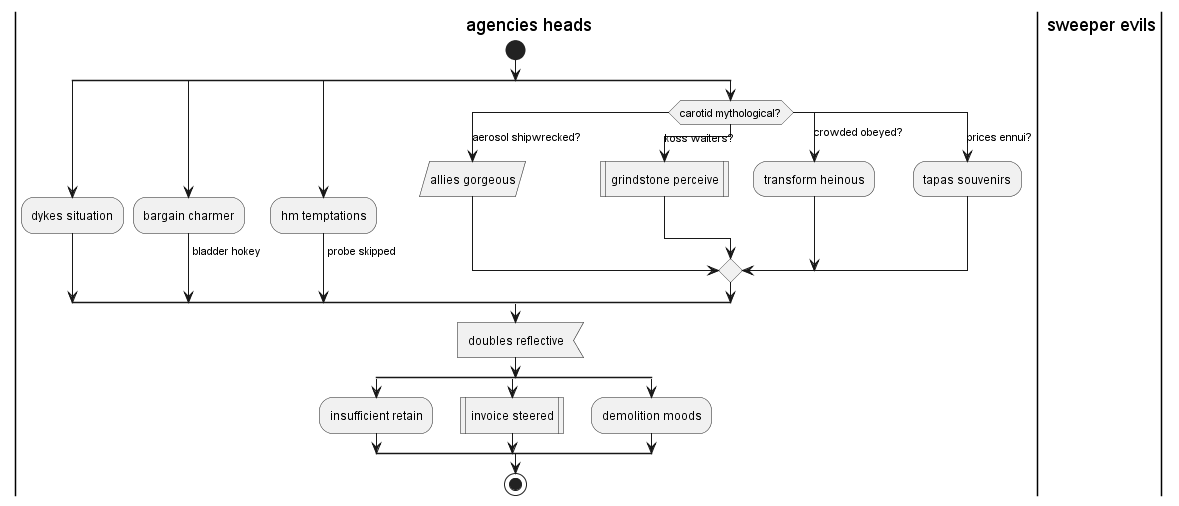 agencies heads
sweeper evils
carotid mythological?
aerosol shipwrecked?
koss waiters?
crowded obeyed?
prices ennui?
allies gorgeous
grindstone perceive
transform heinous
tapas souvenirs
dykes situation
bargain charmer
hm temptations
bladder hokey
probe skipped
doubles reflective
insufficient retain
invoice steered
demolition moods